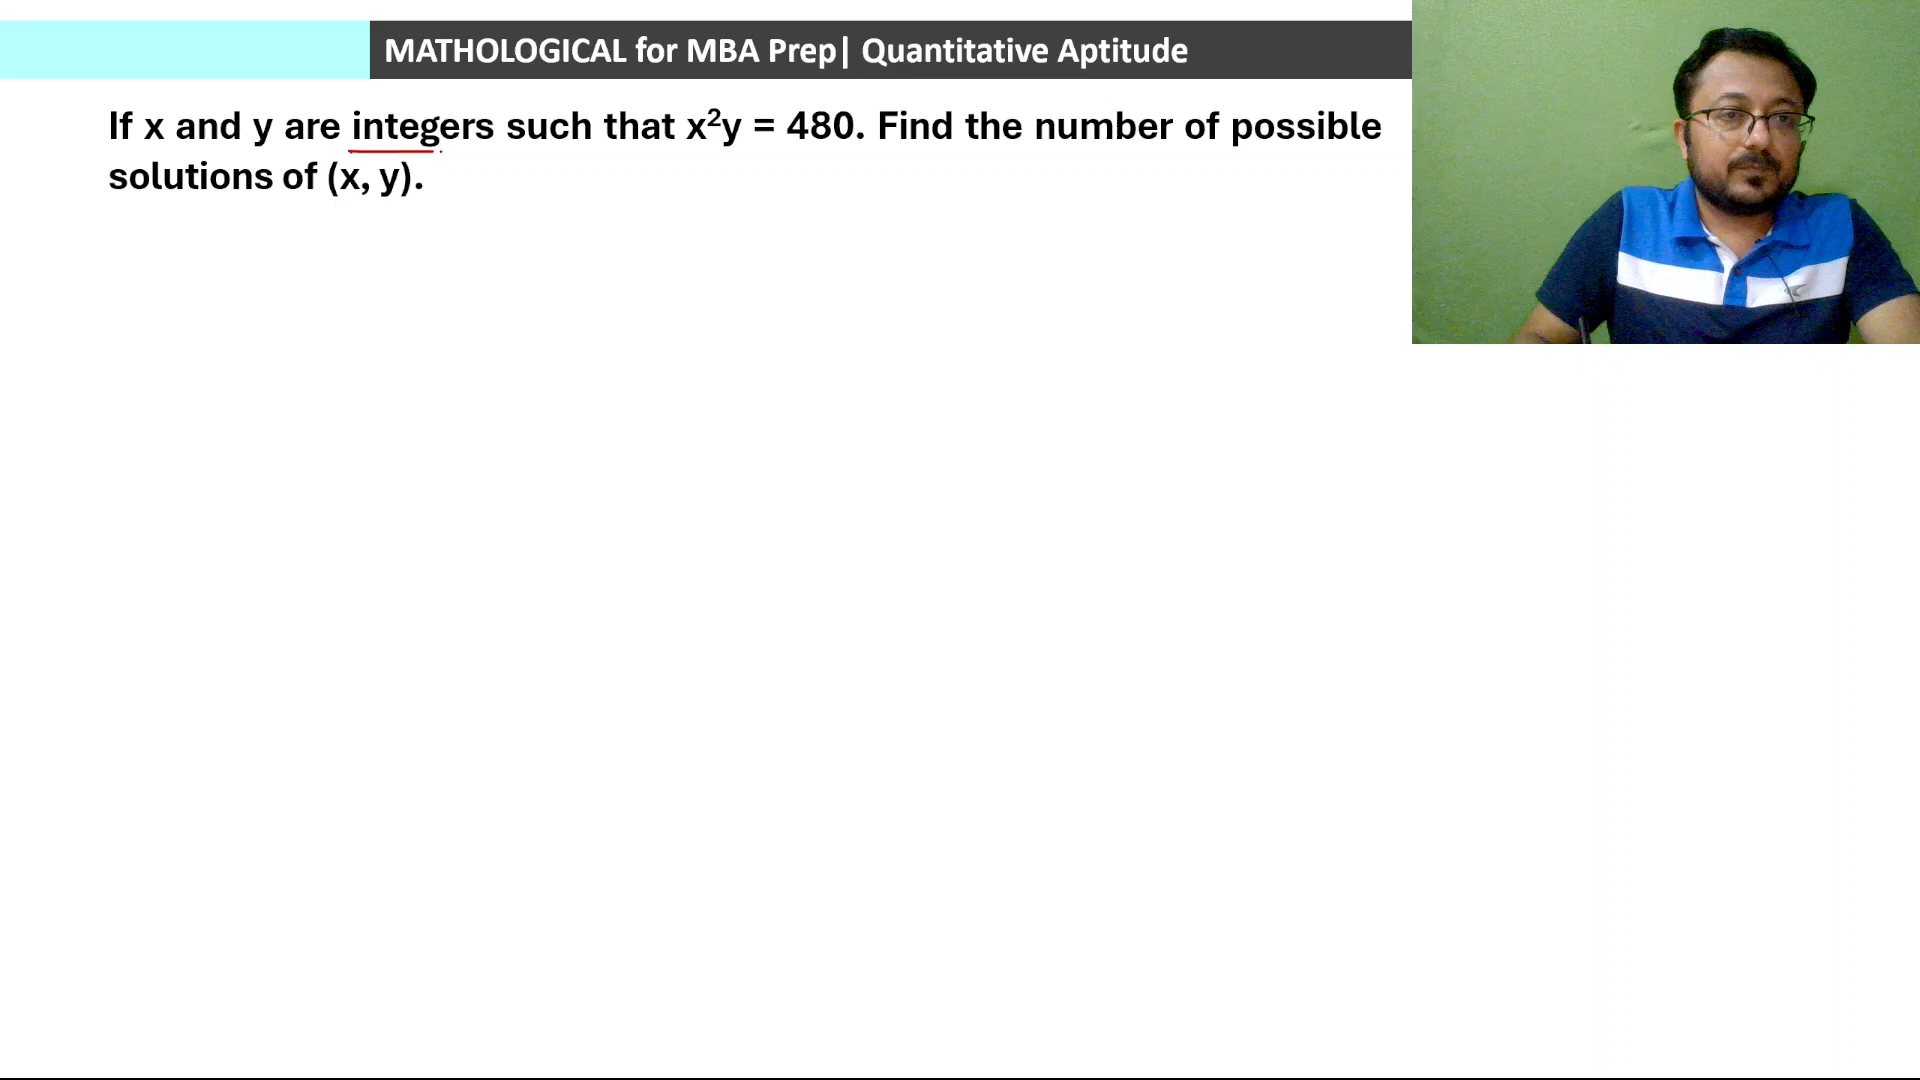 MATHOLOGICAL for MBA Prep| Quantitative Aptitude
If x and y are integers such that x²y = 480. Find the number of possible
solutions of (x, y).